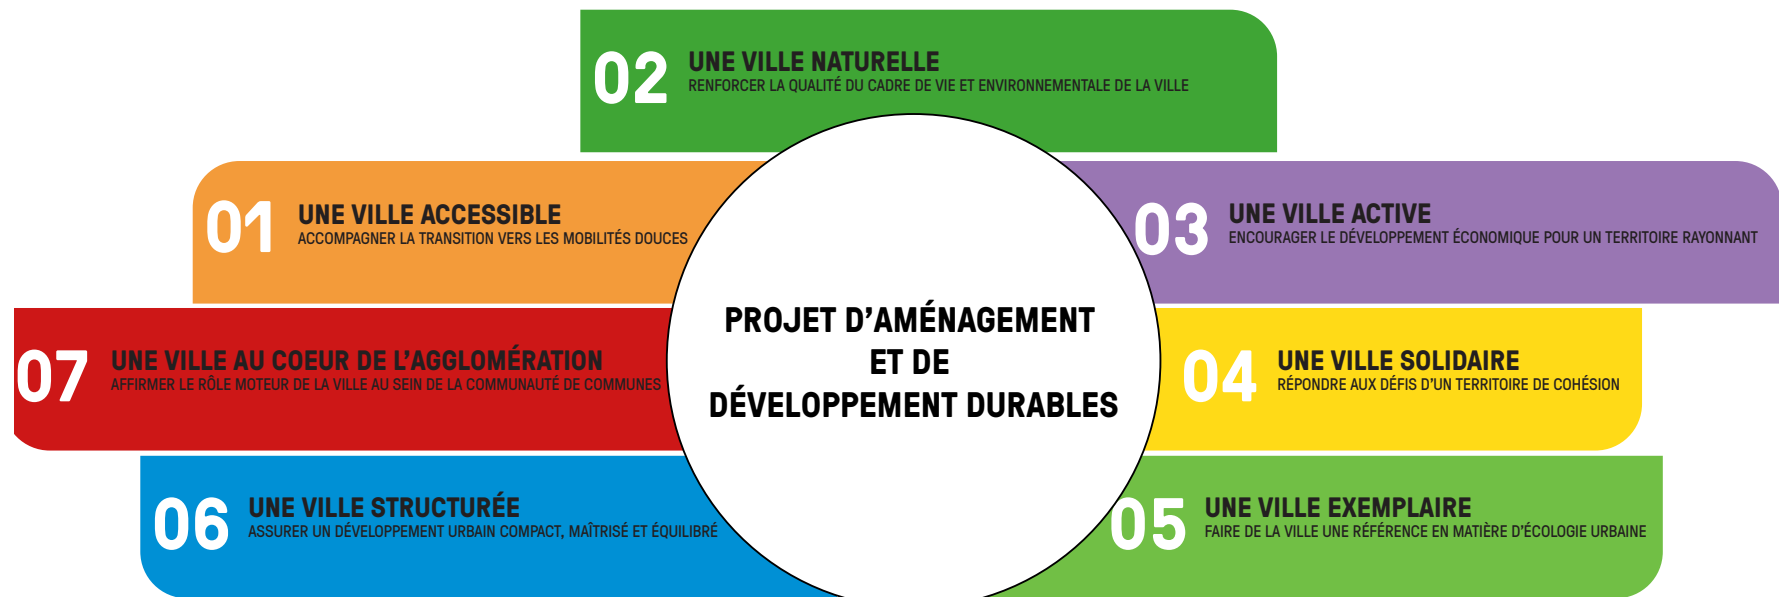 02
UNE VILLE NATURELLE
RENFORCER LA QUALITÉ DU CADRE DE VIE ET ENVIRONNEMENTALE DE LA VILLE
01
UNE VILLE ACCESSIBLE
ACCOMPAGNER LA TRANSITION VERS LES MOBILITÉS DOUCES
03
UNE VILLE ACTIVE
ENCOURAGER LE DÉVELOPPEMENT ÉCONOMIQUE POUR UN TERRITOIRE RAYONNANT
PROJET D’AMÉNAGEMENT
ET DE
DÉVELOPPEMENT DURABLES
07
UNE VILLE AU COEUR DE L’AGGLOMÉRATION
AFFIRMER LE RÔLE MOTEUR DE LA VILLE AU SEIN DE LA COMMUNAUTÉ DE COMMUNES
04
UNE VILLE SOLIDAIRE
RÉPONDRE AUX DÉFIS D’UN TERRITOIRE DE COHÉSION
06
UNE VILLE STRUCTURÉE
ASSURER UN DÉVELOPPEMENT URBAIN COMPACT, MAÎTRISÉ ET ÉQUILIBRÉ
05
UNE VILLE EXEMPLAIRE
FAIRE DE LA VILLE UNE RÉFÉRENCE EN MATIÈRE D’ÉCOLOGIE URBAINE